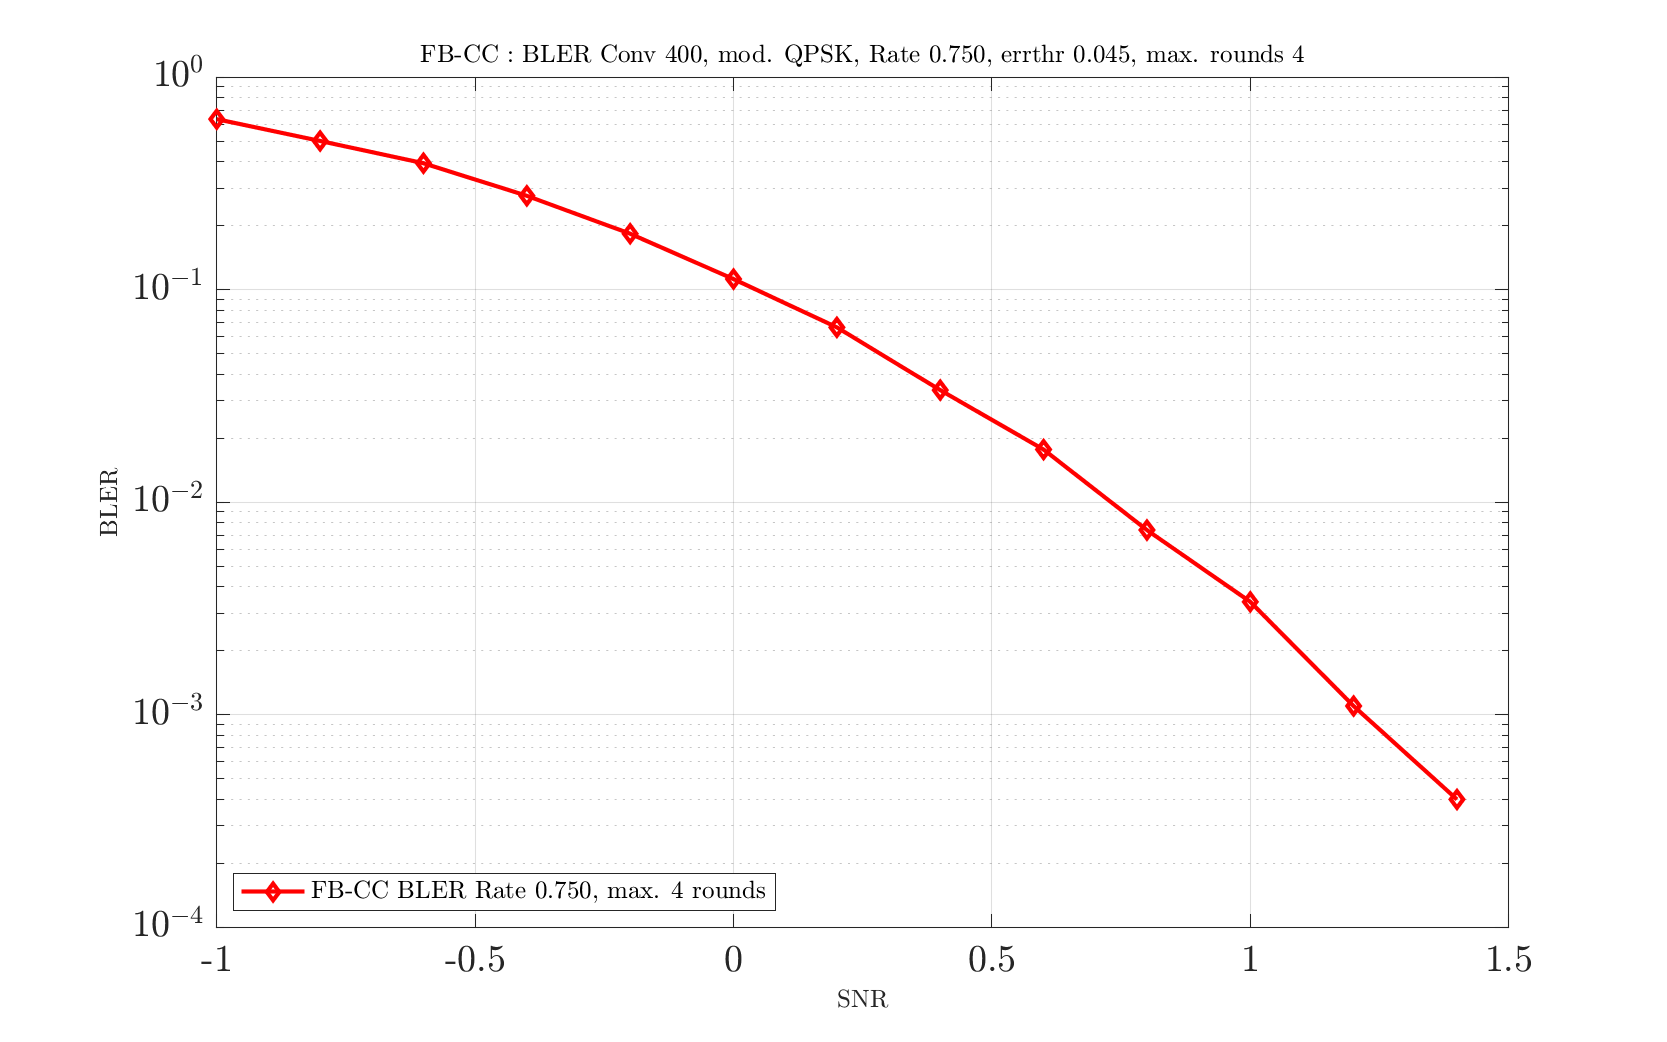 FB-CC : BLER Conv 400, mod. QPSK, Rate 0.750, errthr 0.045, max. rounds 4
10^0
10^{-1}
10^{-2}
10^{-3}
10^{-4}
BLER
FB-CC BLER Rate 0.750, max. 4 rounds
-1 -0.5 0 0.5 1 1.5
SNR